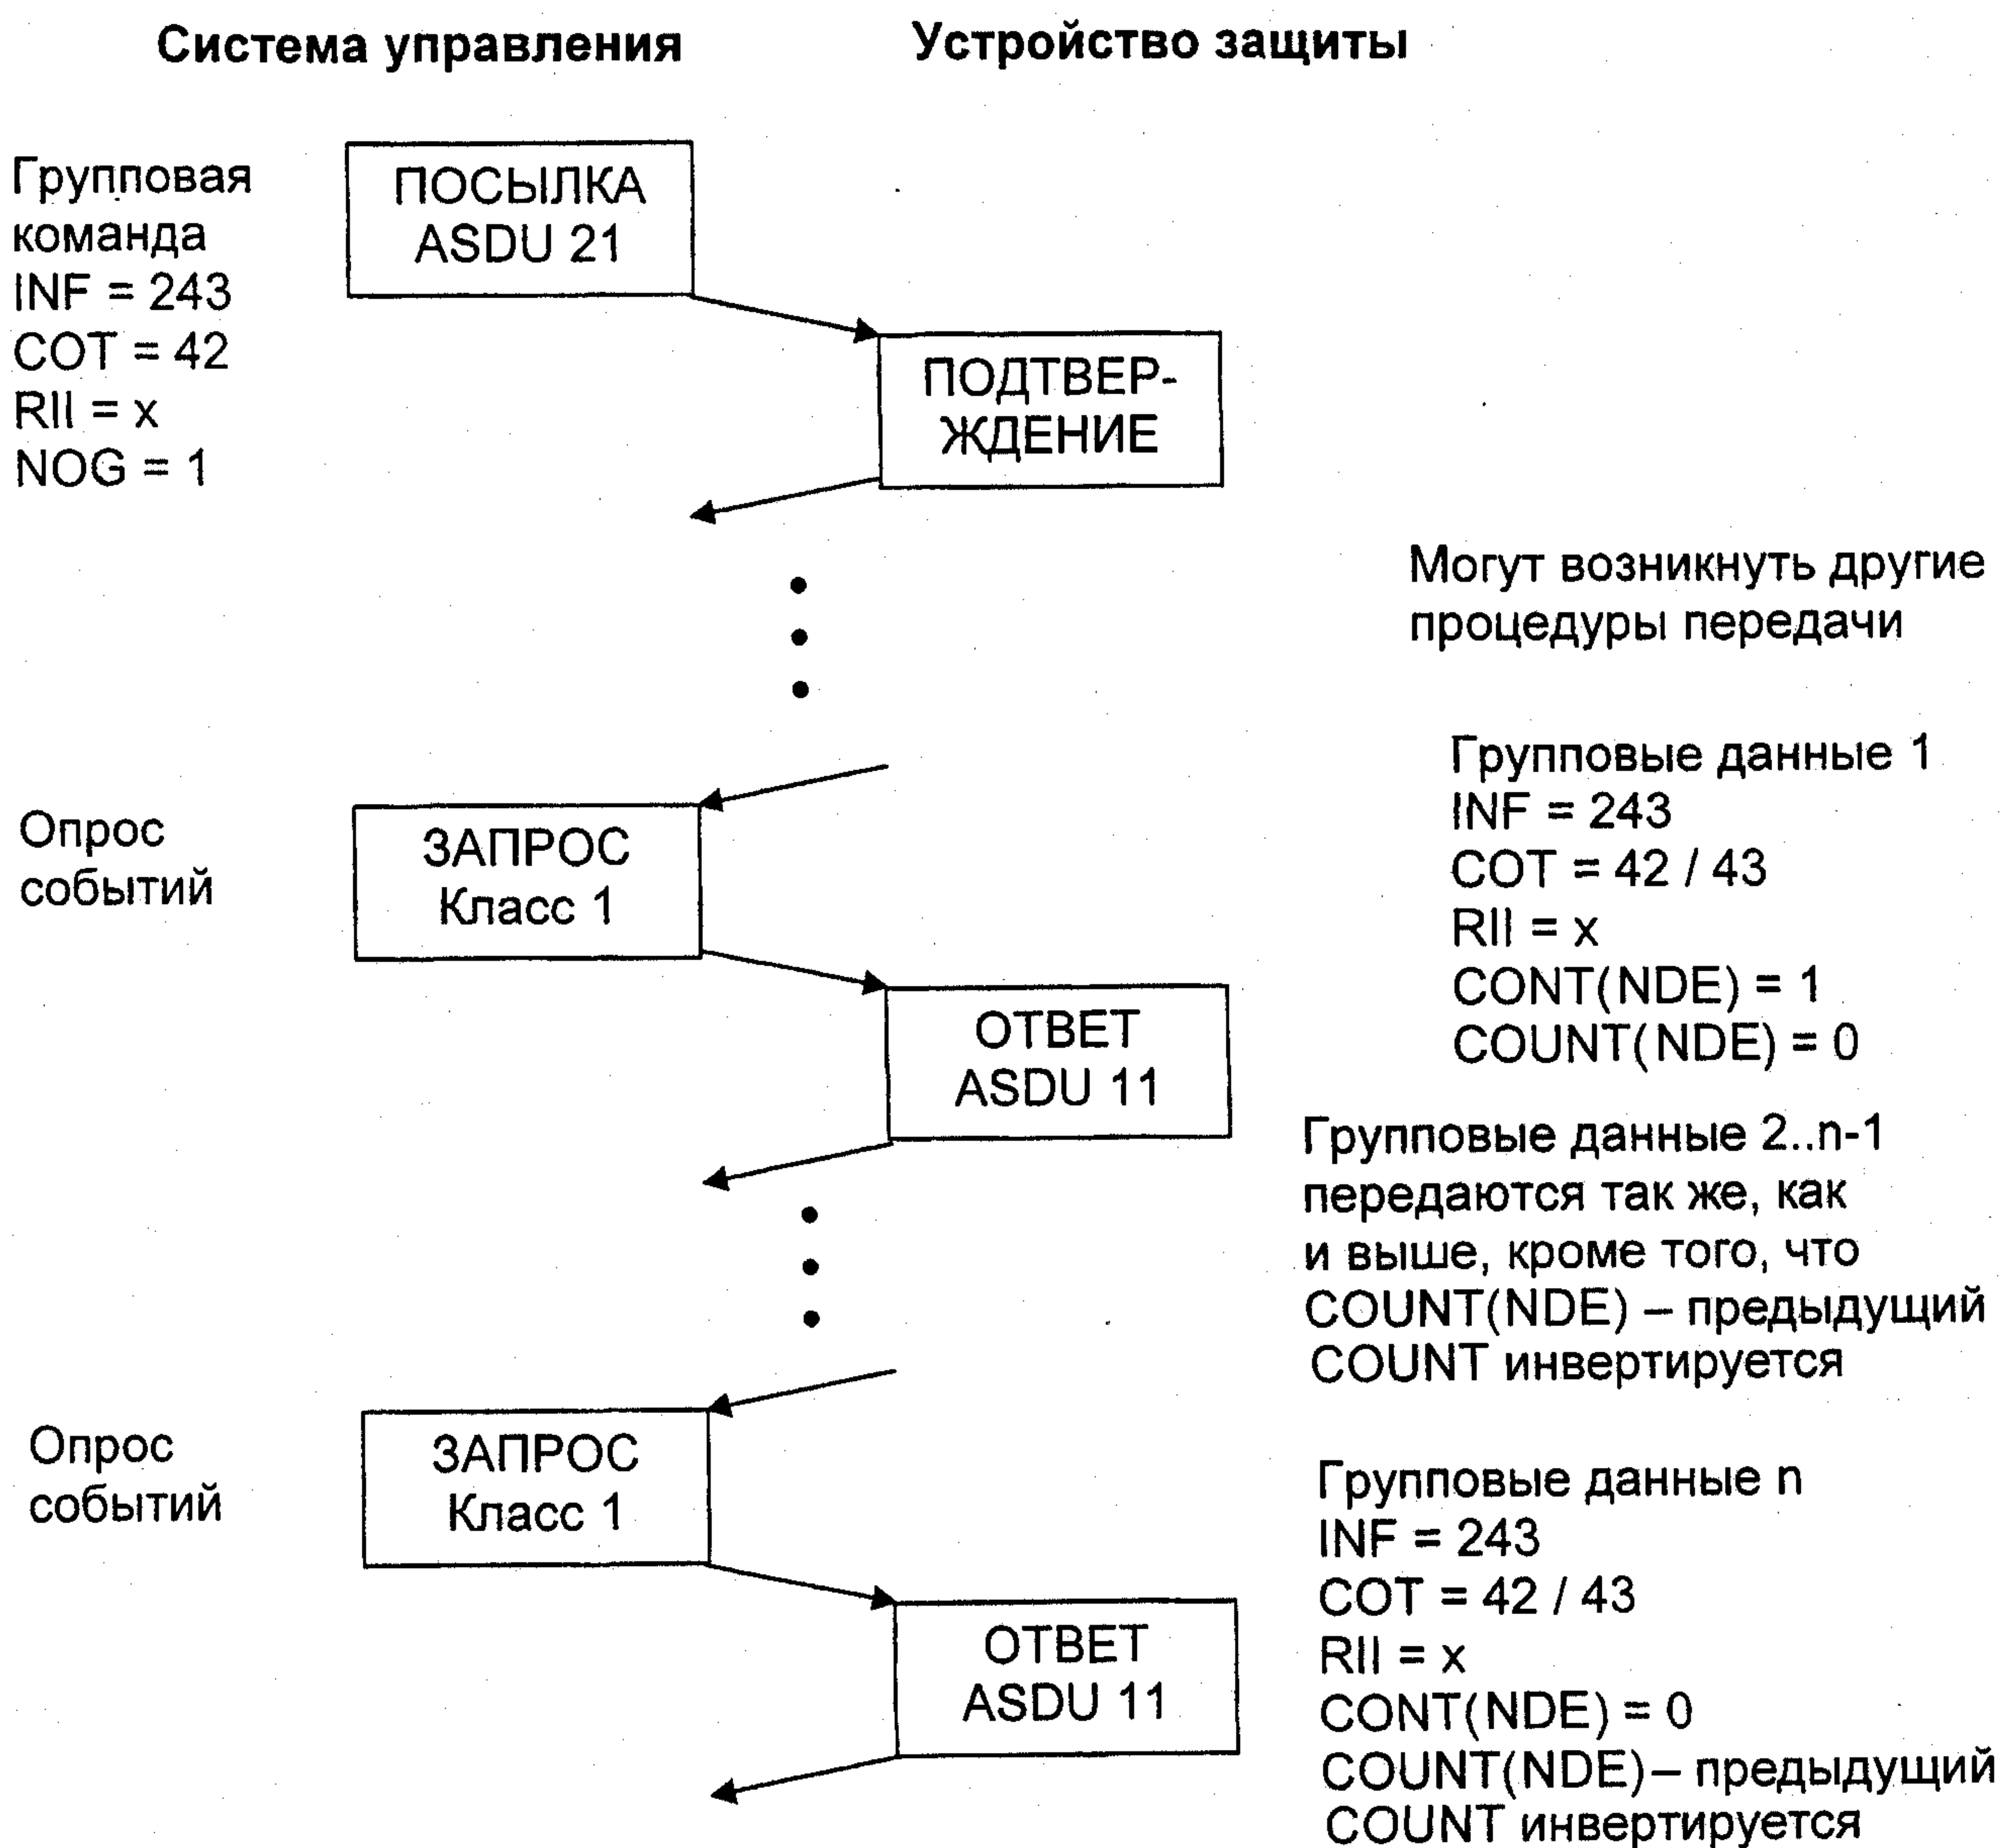 Система управления
Устройство защиты
Групповая
команда
INF = 243
COT = 42
RII = x
NOG = 1
ПОСЫЛКА
ASDU 21
ПОДТВЕР-
ЖДЕНИЕ
Могут возникнуть другие
процедуры передачи
Опрос
событий
ЗАПРОС
Класс 1
Групповые данные 1
INF = 243
COT = 42 / 43
RII = x
CONT(NDE) = 1
COUNT(NDE) = 0
ОТВЕТ
ASDU 11
Групповые данные 2..n-1
передаются так же, как
и выше, кроме того, что
COUNT(NDE) – предыдущий
COUNT инвертируется
Опрос
событий
ЗАПРОС
Класс 1
Групповые данные n
INF = 243
COT = 42 / 43
RII = x
CONT(NDE) = 0
COUNT(NDE) – предыдущий
COUNT инвертируется
ОТВЕТ
ASDU 11